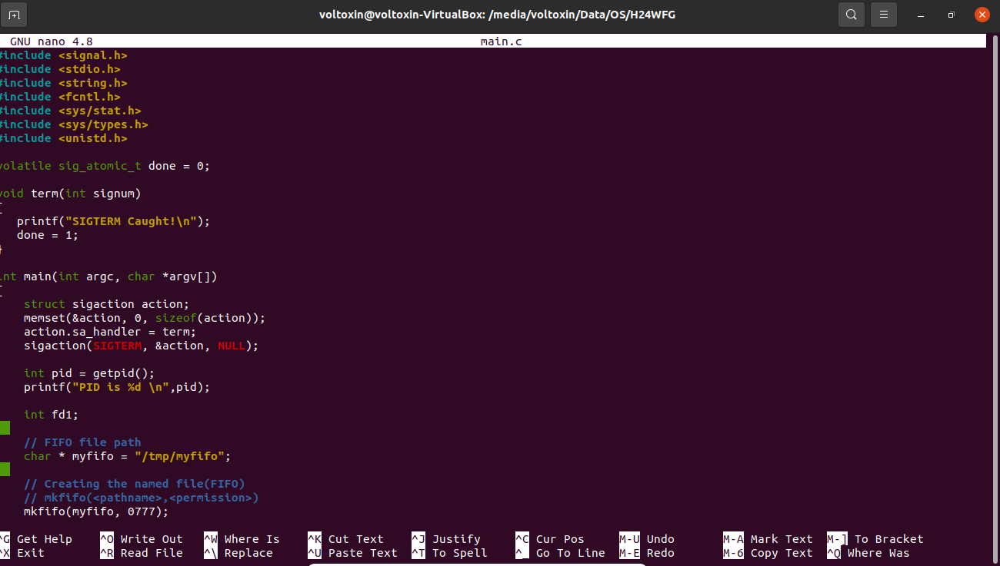 voltoxin@voltoxin-VirtualBox: /media/voltoxin/Data/OS/H24WFG
GNU nano 4.8 main.c
#include <signal.h>
#include <stdio.h>
#include <string.h>
#include <fcntl.h>
#include <sys/stat.h>
#include <sys/types.h>
#include <unistd.h>
volatile sig_atomic_t done = 0;
void term(int signum)
{
printf("SIGTERM Caught!\n");
done = 1;
}
int main(int argc, char *argv[])
{
struct sigaction action;
memset(&action, 0, sizeof(action));
action.sa_handler = term;
sigaction(SIGTERM, &action, NULL);
int pid = getpid();
printf("PID is %d \n",pid);
int fd1;
// FIFO file path
char * myfifo = "/tmp/myfifo";
// Creating the named file(FIFO)
// mkfifo(<pathname>,<permission>)
mkfifo(myfifo, 0777);
^G Get Help ^O Write Out ^W Where Is ^K Cut Text ^J Justify ^C Cur Pos M-U Undo M-A Mark Text M-] To Bracket
^X Exit ^R Read File ^\ Replace ^U Paste Text ^T To Spell ^_ Go To Line M-E Redo M-6 Copy Text ^Q Where Was